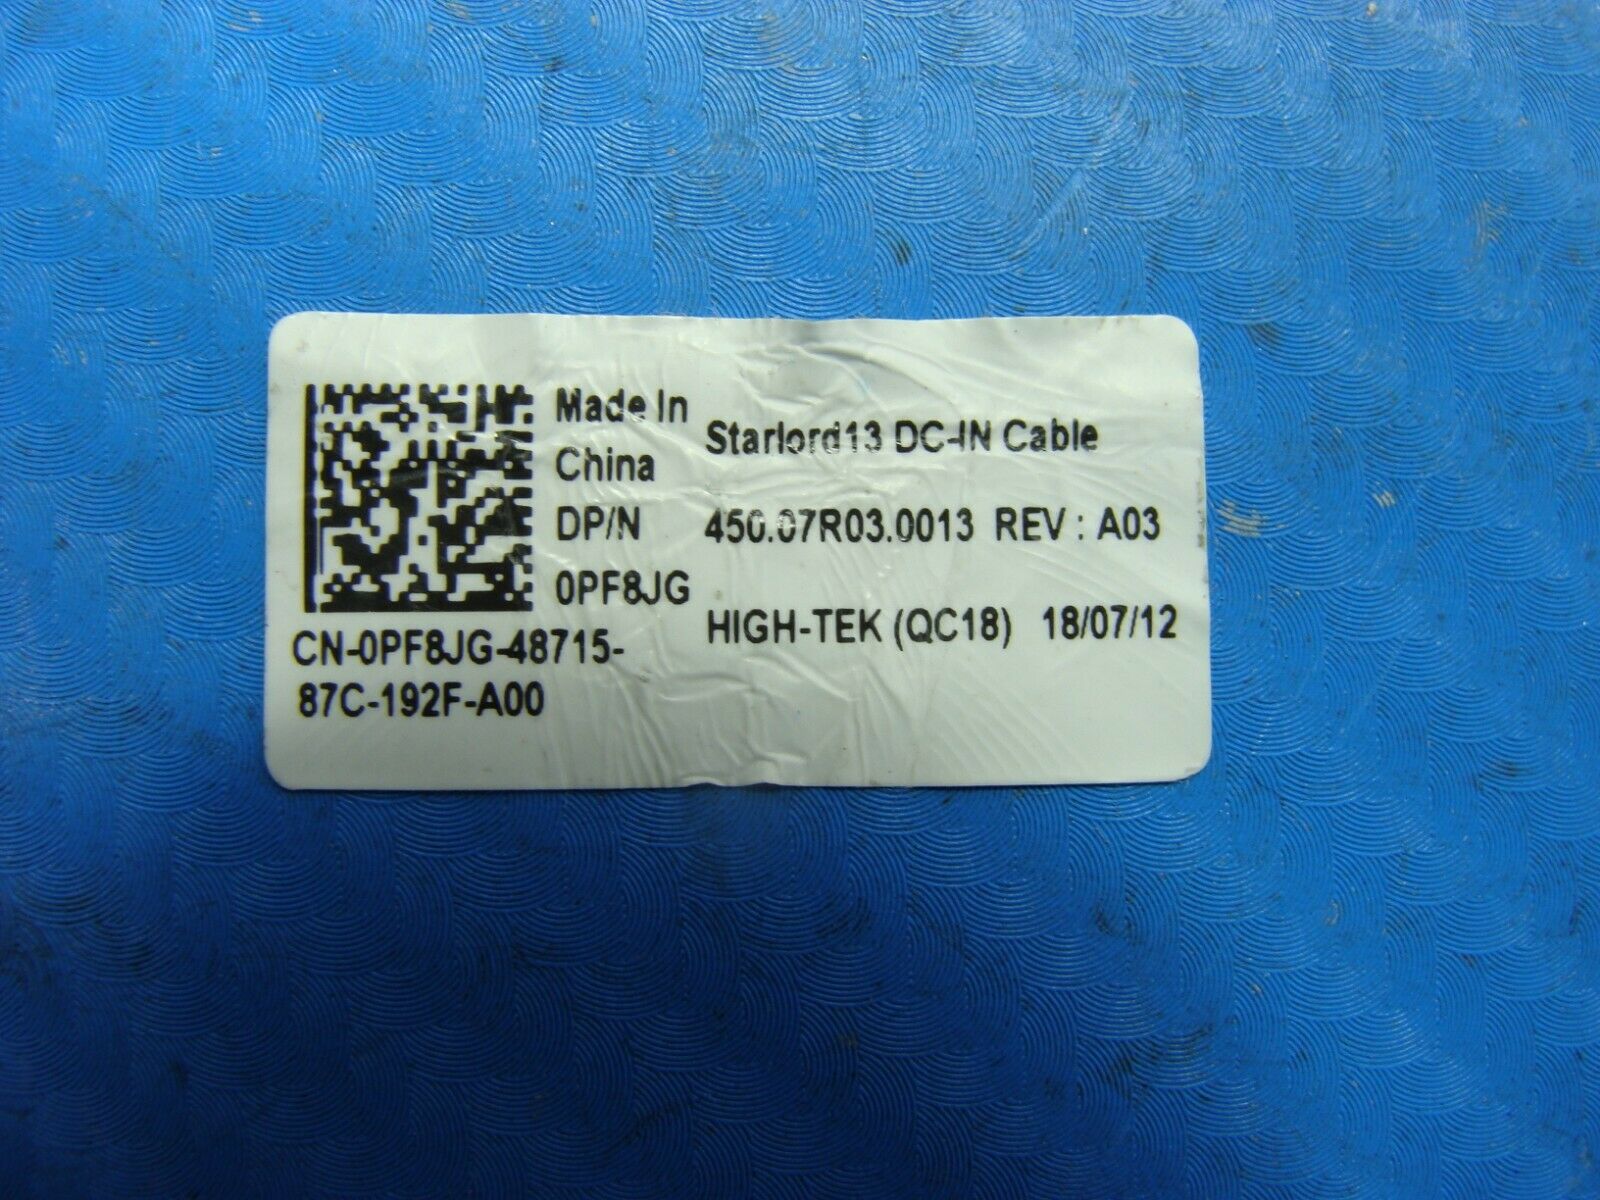 Made In
China
DP/N
0PF8JG
CN-0PF8JG-48715-
87C-192F-A00
Starlord13 DC-IN Cable
450.07R03.0013 REV : A03
HIGH-TEK (QC18) 18/07/12